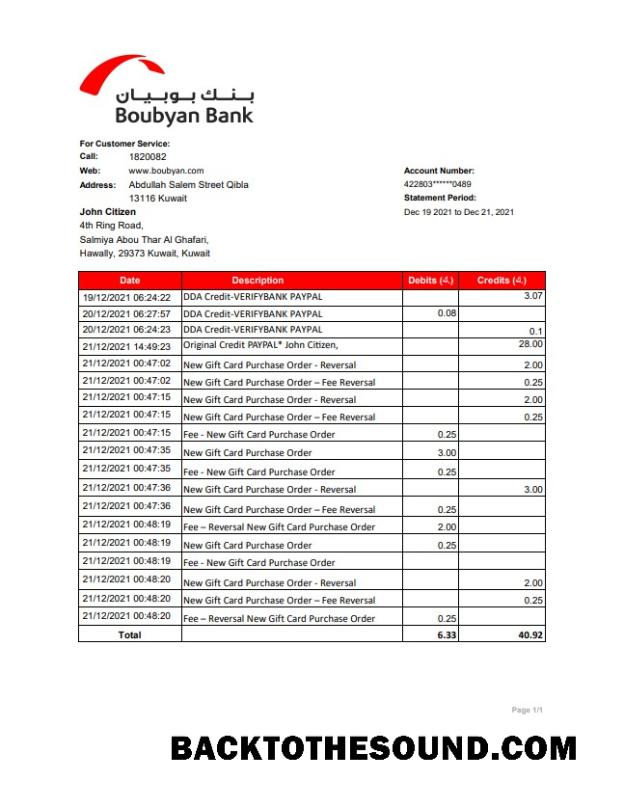 بنك بوبيان
Boubyan Bank
For Customer Service:
Call: 1820082
Web: www.boubyan.com
Address: Abdullah Salem Street Qibla
13116 Kuwait
Account Number:
422803******0489
Statement Period:
Dec 19 2021 to Dec 21, 2021
John Citizen
4th Ring Road,
Salmiya Abou Thar Al Ghafari,
Hawally, 29373 Kuwait, Kuwait
Date Description Debits (د.) Credits (د.)
19/12/2021 06:24:22 DDA Credit-VERIFYBANK PAYPAL 3.07
20/12/2021 06:27:57 DDA Credit-VERIFYBANK PAYPAL 0.08
20/12/2021 06:24:23 DDA Credit-VERIFYBANK PAYPAL 0.1
21/12/2021 14:49:23 Original Credit PAYPAL* John Citizen, 28.00
21/12/2021 00:47:02 New Gift Card Purchase Order - Reversal 2.00
21/12/2021 00:47:02 New Gift Card Purchase Order – Fee Reversal 0.25
21/12/2021 00:47:15 New Gift Card Purchase Order - Reversal 2.00
21/12/2021 00:47:15 New Gift Card Purchase Order – Fee Reversal 0.25
21/12/2021 00:47:15 Fee - New Gift Card Purchase Order 0.25
21/12/2021 00:47:35 New Gift Card Purchase Order 3.00
21/12/2021 00:47:35 Fee - New Gift Card Purchase Order 0.25
21/12/2021 00:47:36 New Gift Card Purchase Order - Reversal 3.00
21/12/2021 00:47:36 New Gift Card Purchase Order – Fee Reversal 0.25
21/12/2021 00:48:19 Fee – Reversal New Gift Card Purchase Order 2.00
21/12/2021 00:48:19 New Gift Card Purchase Order 0.25
21/12/2021 00:48:19 Fee - New Gift Card Purchase Order
21/12/2021 00:48:20 New Gift Card Purchase Order - Reversal 2.00
21/12/2021 00:48:20 New Gift Card Purchase Order – Fee Reversal 0.25
21/12/2021 00:48:20 Fee – Reversal New Gift Card Purchase Order 0.25
Total 6.33 40.92
Page 1/1
BACKTOTHESOUND.COM